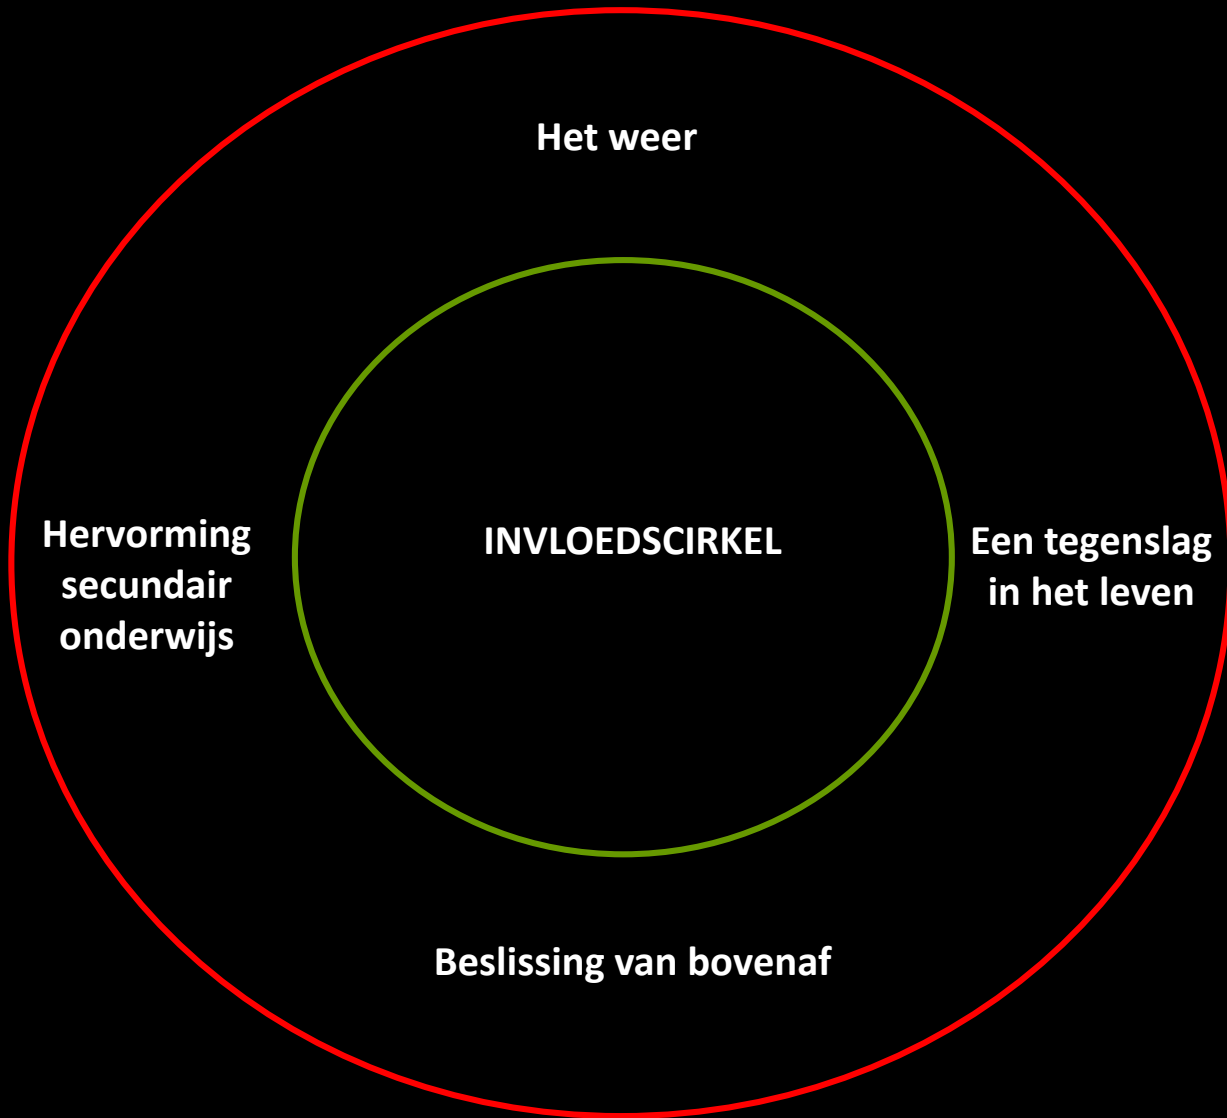 Het weer
Hervorming
secundair
onderwijs
INVLOEDSCIRKEL
Een tegenslag
in het leven
Beslissing van bovenaf